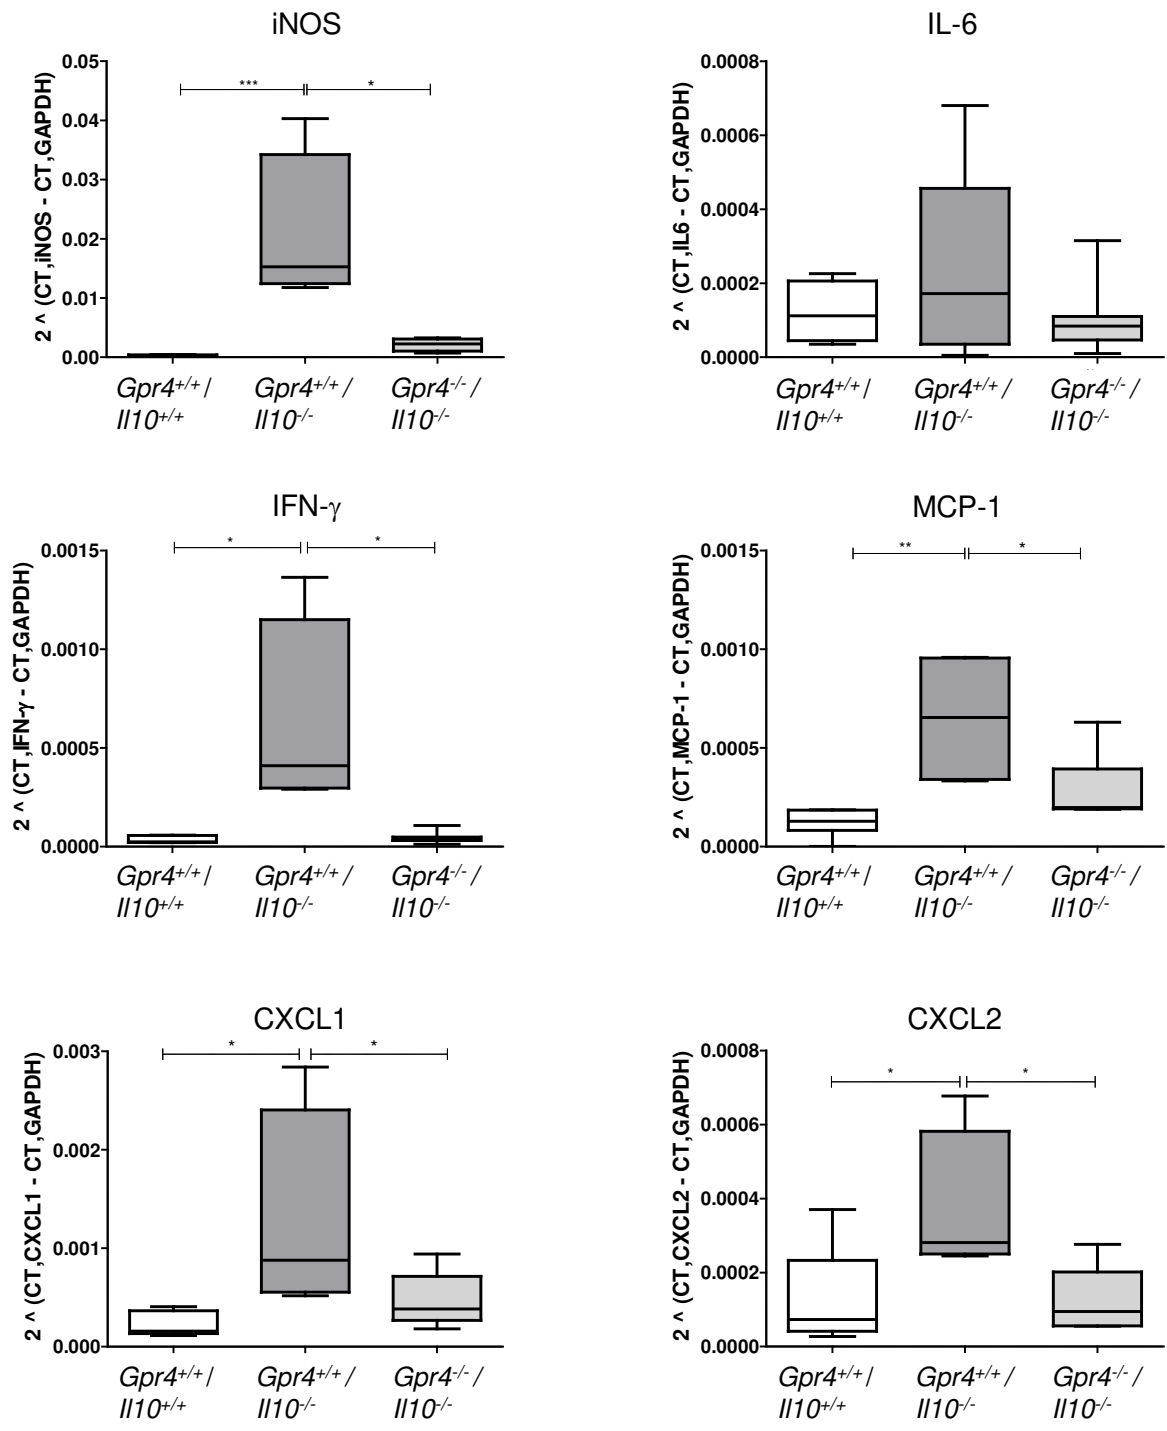 iNOS
2 ^ (CT,iNOS - CT,GAPDH)
0.05
0.04
0.03
0.02
0.01
0.00
***
*
Gpr4+/+/
Il10+/+
Gpr4+/+/
Il10-/-
Gpr4-/-/
Il10-/-
IL-6
2 ^ (CT,IL6 - CT,GAPDH)
0.0008
0.0006
0.0004
0.0002
0.0000
Gpr4+/+/
Il10+/+
Gpr4+/+/
Il10-/-
Gpr4-/-/
Il10-/-
IFN-γ
2 ^ (CT,IFN-γ - CT,GAPDH)
0.0015
0.0010
0.0005
0.0000
*
*
Gpr4+/+/
Il10+/+
Gpr4+/+/
Il10-/-
Gpr4-/-/
Il10-/-
MCP-1
2 ^ (CT,MCP-1 - CT,GAPDH)
0.0015
0.0010
0.0005
0.0000
**
*
Gpr4+/+/
Il10+/+
Gpr4+/+/
Il10-/-
Gpr4-/-/
Il10-/-
CXCL1
2 ^ (CT,CXCL1 - CT,GAPDH)
0.003
0.002
0.001
0.000
*
*
Gpr4+/+/
Il10+/+
Gpr4+/+/
Il10-/-
Gpr4-/-/
Il10-/-
CXCL2
2 ^ (CT,CXCL2 - CT,GAPDH)
0.0008
0.0006
0.0004
0.0002
0.0000
*
*
Gpr4+/+/
Il10+/+
Gpr4+/+/
Il10-/-
Gpr4-/-/
Il10-/-